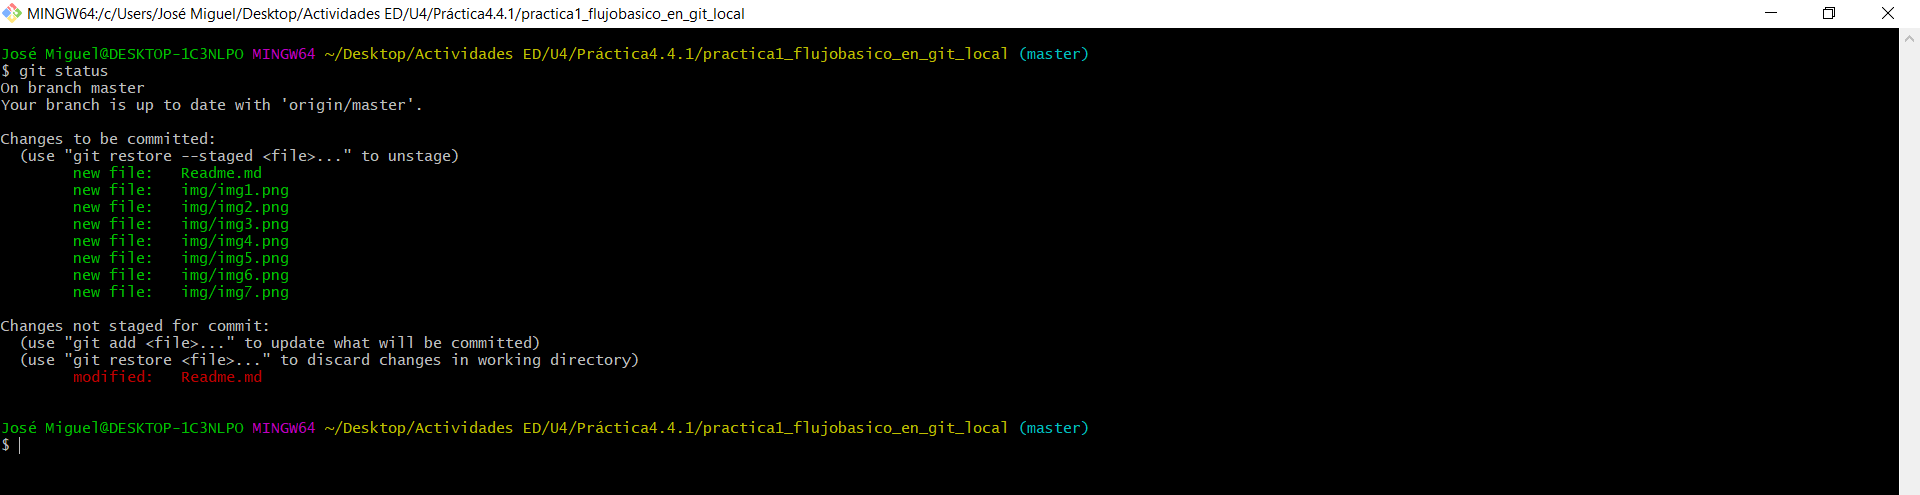 MINGW64:/c/Users/José Miguel/Desktop/Actividades ED/U4/Práctica4.4.1/practica1_flujobasico_en_git_local
José Miguel@DESKTOP-1C3NLPO MINGW64 ~/Desktop/Actividades ED/U4/Práctica4.4.1/practica1_flujobasico_en_git_local (master)
$ git status
On branch master
Your branch is up to date with 'origin/master'.
Changes to be committed:
(use "git restore --staged <file>..." to unstage)
new file: Readme.md
new file: img/img1.png
new file: img/img2.png
new file: img/img3.png
new file: img/img4.png
new file: img/img5.png
new file: img/img6.png
new file: img/img7.png
Changes not staged for commit:
(use "git add <file>..." to update what will be committed)
(use "git restore <file>..." to discard changes in working directory)
modified: Readme.md
José Miguel@DESKTOP-1C3NLPO MINGW64 ~/Desktop/Actividades ED/U4/Práctica4.4.1/practica1_flujobasico_en_git_local (master)
$